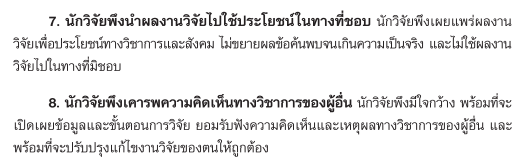 7. นักวิจัยพึงนำผลงานวิจัยไปใช้ประโยชน์ในทางที่ชอบ นักวิจัยพึงเผยแพร่ผลงาน
วิจัยเพื่อประโยชน์ทางวิชาการและสังคม ไม่ขยายผลข้อค้นพบจนเกินความเป็นจริง และไม่ใช้ผลงาน
วิจัยไปในทางที่มิชอบ
8. นักวิจัยพึงเคารพความคิดเห็นทางวิชาการของผู้อื่น นักวิจัยพึงมีใจกว้าง พร้อมที่จะ
เปิดเผยข้อมูลและขั้นตอนการวิจัย ยอมรับฟังความคิดเห็นและเหตุผลทางวิชาการของผู้อื่น และ
พร้อมที่จะปรับปรุงแก้ไขงานวิจัยของตนให้ถูกต้อง